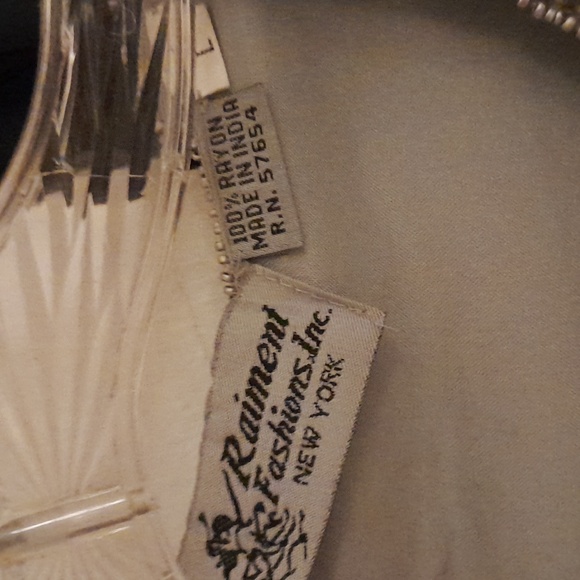 L
100% RAYON
MADE IN INDIA
R.N. 57654
Raiment
Fashions, Inc.
NEW YORK